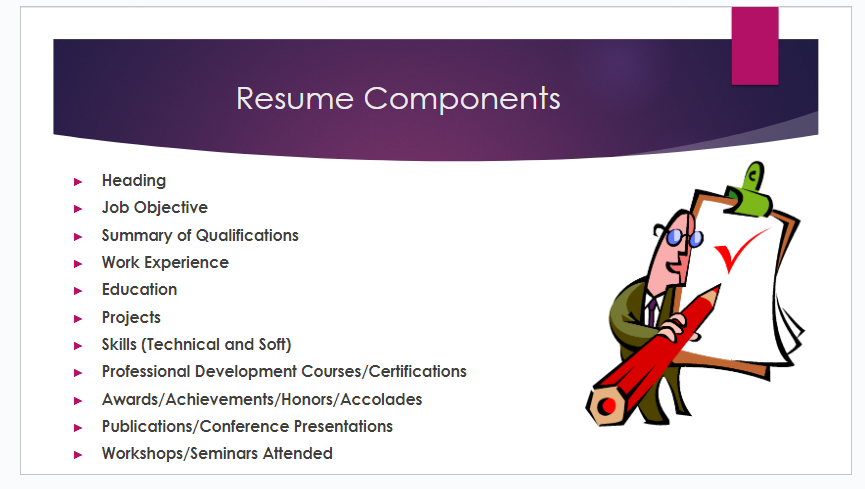 Resume Components
Heading
Job Objective
Summary of Qualifications
Work Experience
Education
Projects
Skills (Technical and Soft)
Professional Development Courses/Certifications
Awards/Achievements/Honors/Accolades
Publications/Conference Presentations
Workshops/Seminars Attended